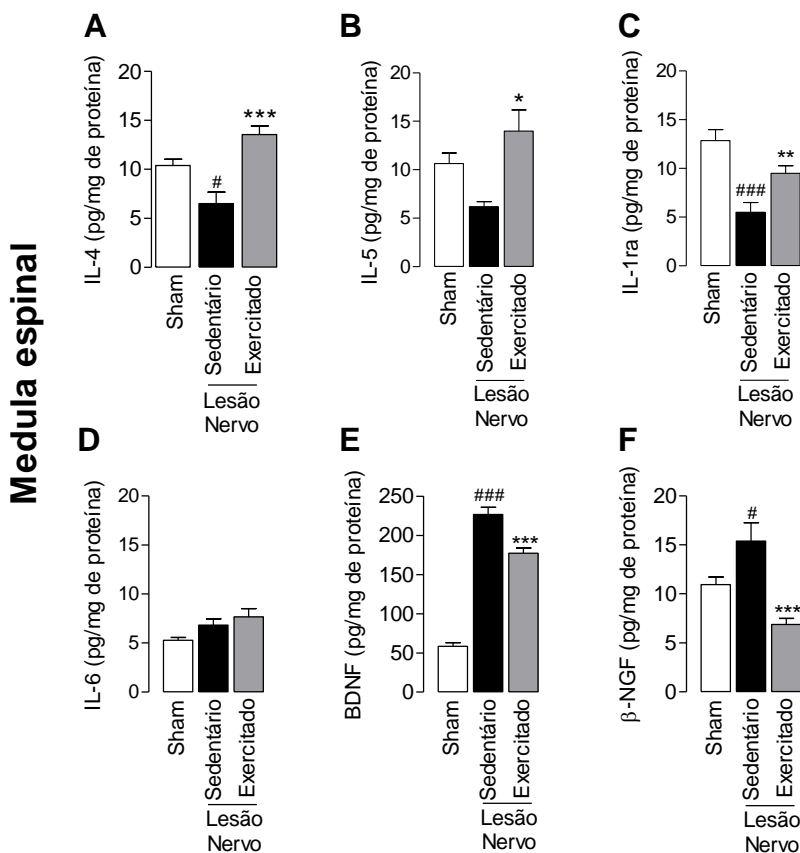 Medula espinal
A
IL-4 (pg/mg de proteína)
20
15
10
5
0
#
***
Sham
Sedentário
Exercitado
Lesão
Nervo
B
IL-5 (pg/mg de proteína)
20
15
10
5
0
*
Sham
Sedentário
Exercitado
Lesão
Nervo
C
IL-1ra (pg/mg de proteína)
20
15
10
5
0
###
**
Sham
Sedentário
Exercitado
Lesão
Nervo
D
IL-6 (pg/mg de proteína)
20
15
10
5
0
Sham
Sedentário
Exercitado
Lesão
Nervo
E
BDNF (pg/mg de proteína)
250
200
150
100
50
0
###
***
Sham
Sedentário
Exercitado
Lesão
Nervo
F
β-NGF (pg/mg de proteína)
20
15
10
5
0
#
***
Sham
Sedentário
Exercitado
Lesão
Nervo